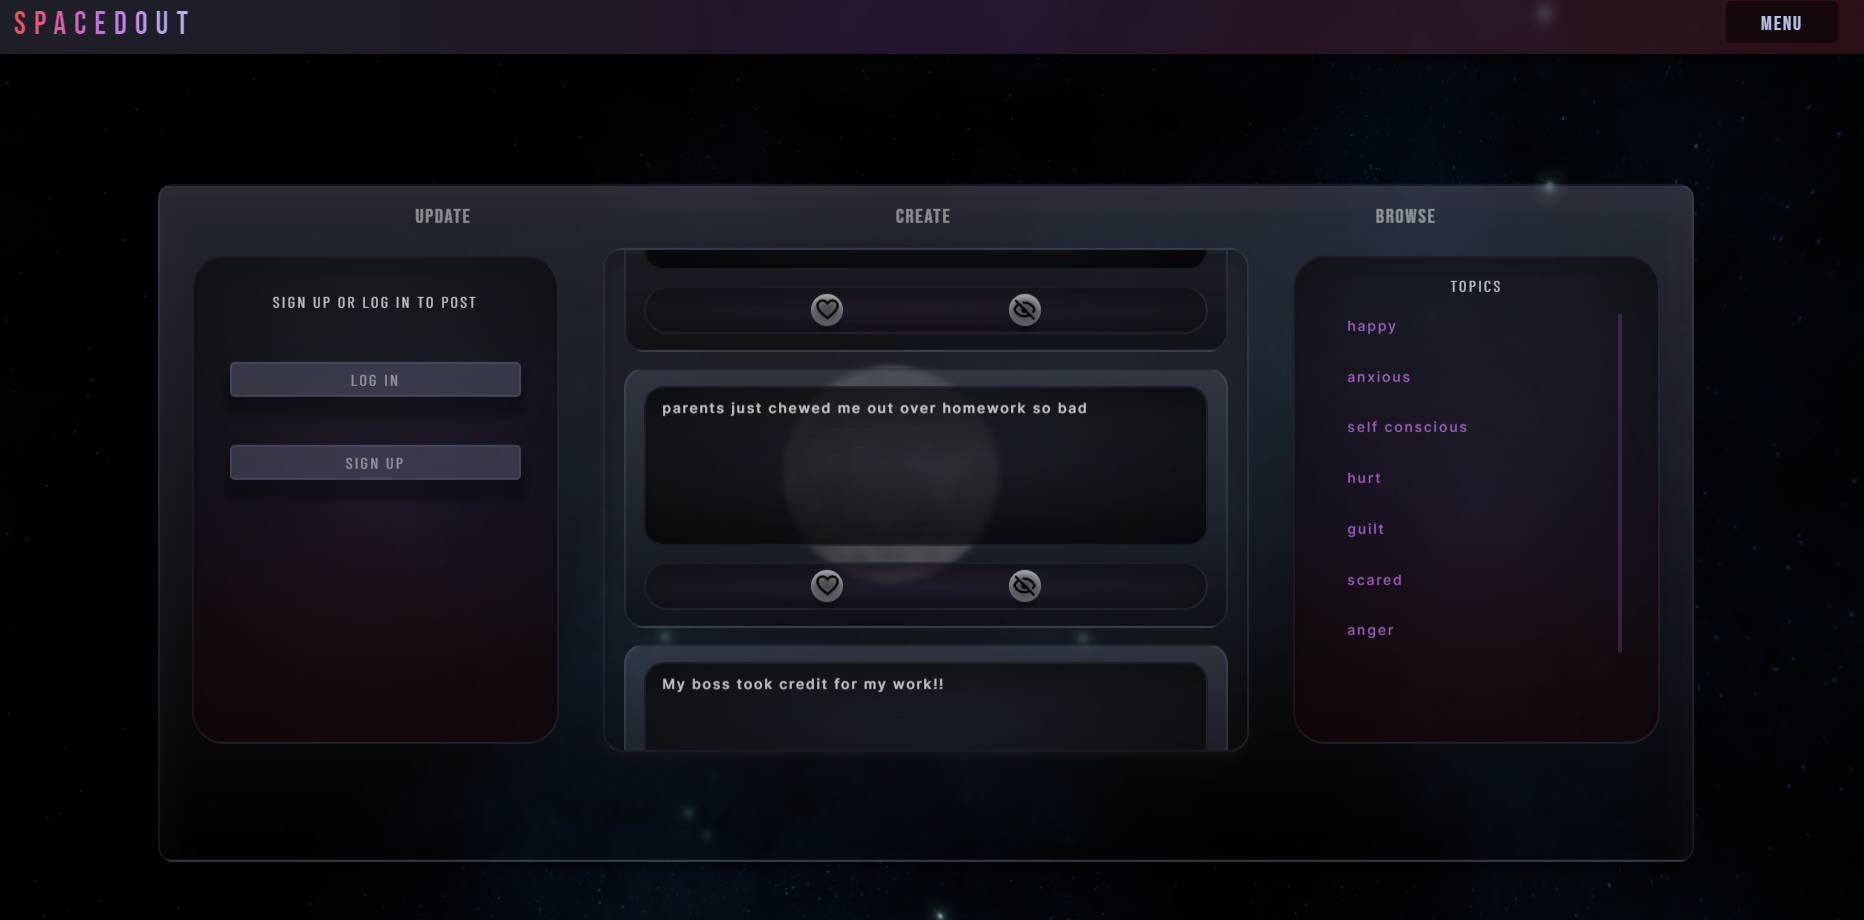 SPACEDOUT
MENU
UPDATE
CREATE
BROWSE
SIGN UP OR LOG IN TO POST
LOG IN
SIGN UP
parents just chewed me out over homework so bad
My boss took credit for my work!!
TOPICS
happy
anxious
self conscious
hurt
guilt
scared
anger